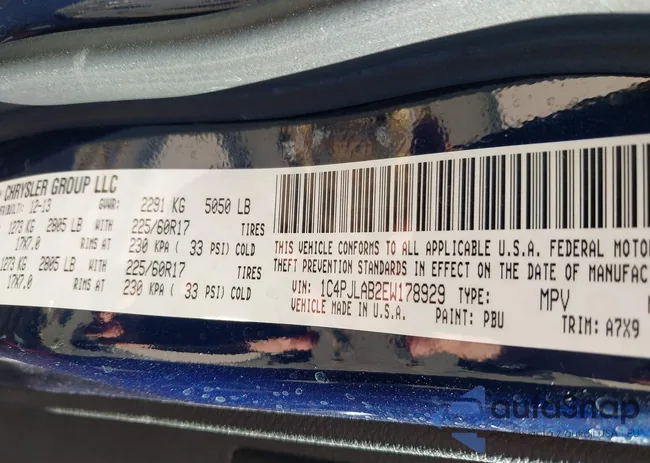 CHRYSLER GROUP LLC
12-13 GVWR: 2291 KG 5050 LB
1273 KG 2805 LB WITH 225/60R17 TIRES
17X7.0 RIMS AT 230 KPA ( 33 PSI) COLD
1273 KG 2805 LB WITH 225/60R17 TIRES
17X7.0 RIMS AT 230 KPA ( 33 PSI) COLD
THIS VEHICLE CONFORMS TO ALL APPLICABLE U.S.A. FEDERAL MOTO
THEFT PREVENTION STANDARDS IN EFFECT ON THE DATE OF MANUFAC
VIN: 1C4PJLAB2EW178929 TYPE: MPV
VEHICLE MADE IN U.S.A. PAINT: PBU
TRIM: A7X9
autosnap